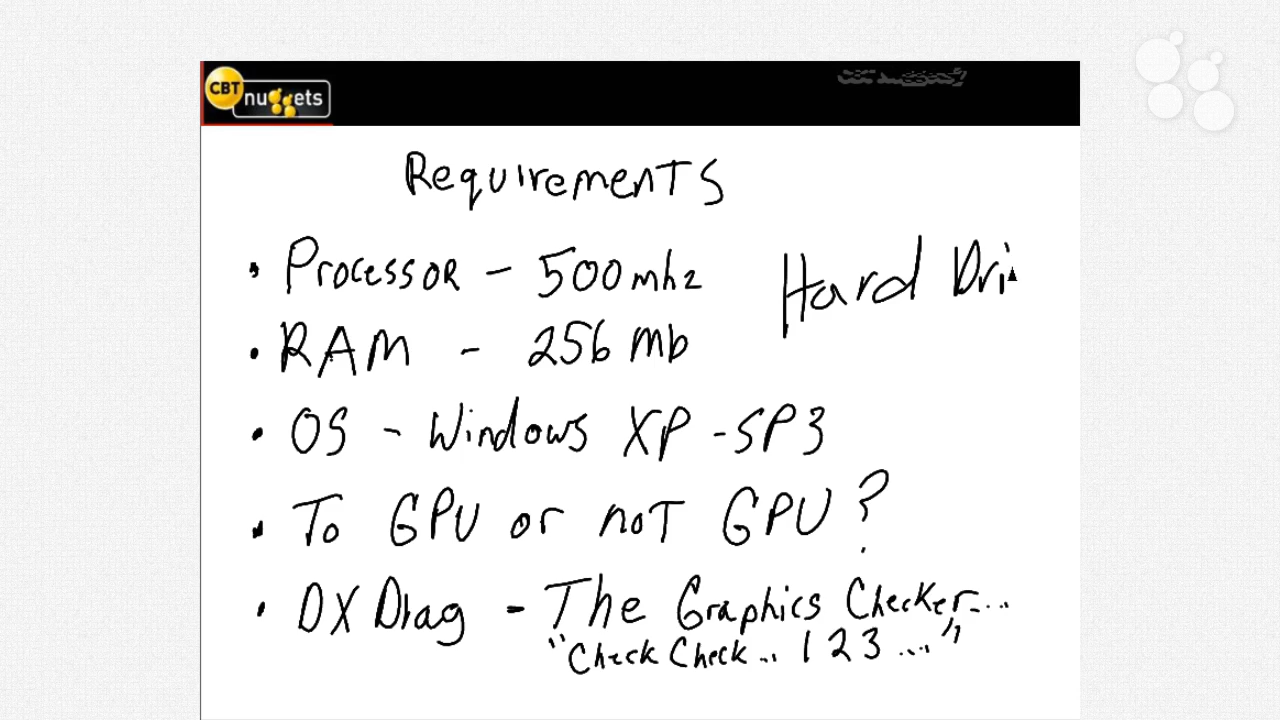 CBT nuggets
Requirements
• Processor - 500mhz
Hard Dri
• RAM - 256 mb
• OS - Windows XP - SP3
• To GPU or not GPU?
• DX Diag - The Graphics Checker...
"Check Check... 1 2 3 ...."